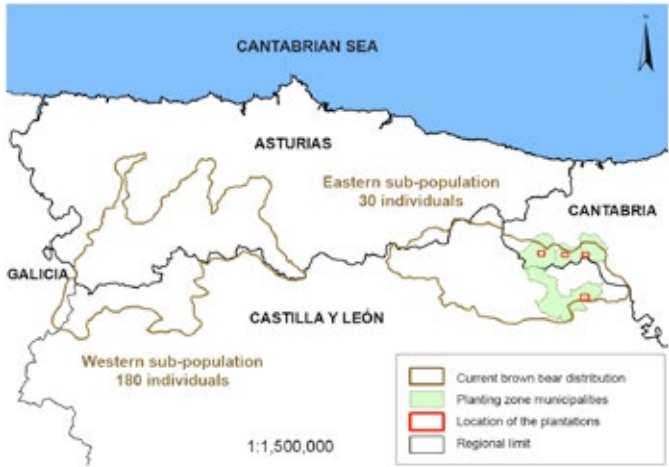 CANTABRIAN SEA
ASTURIAS
Eastern sub-population
30 individuals
CANTABRIA
GALICIA
CASTILLA Y LEÓN
Western sub-population
180 individuals
1:1,500,000
Current brown bear distribution
Planting zone municipalities
Location of the plantations
Regional limit